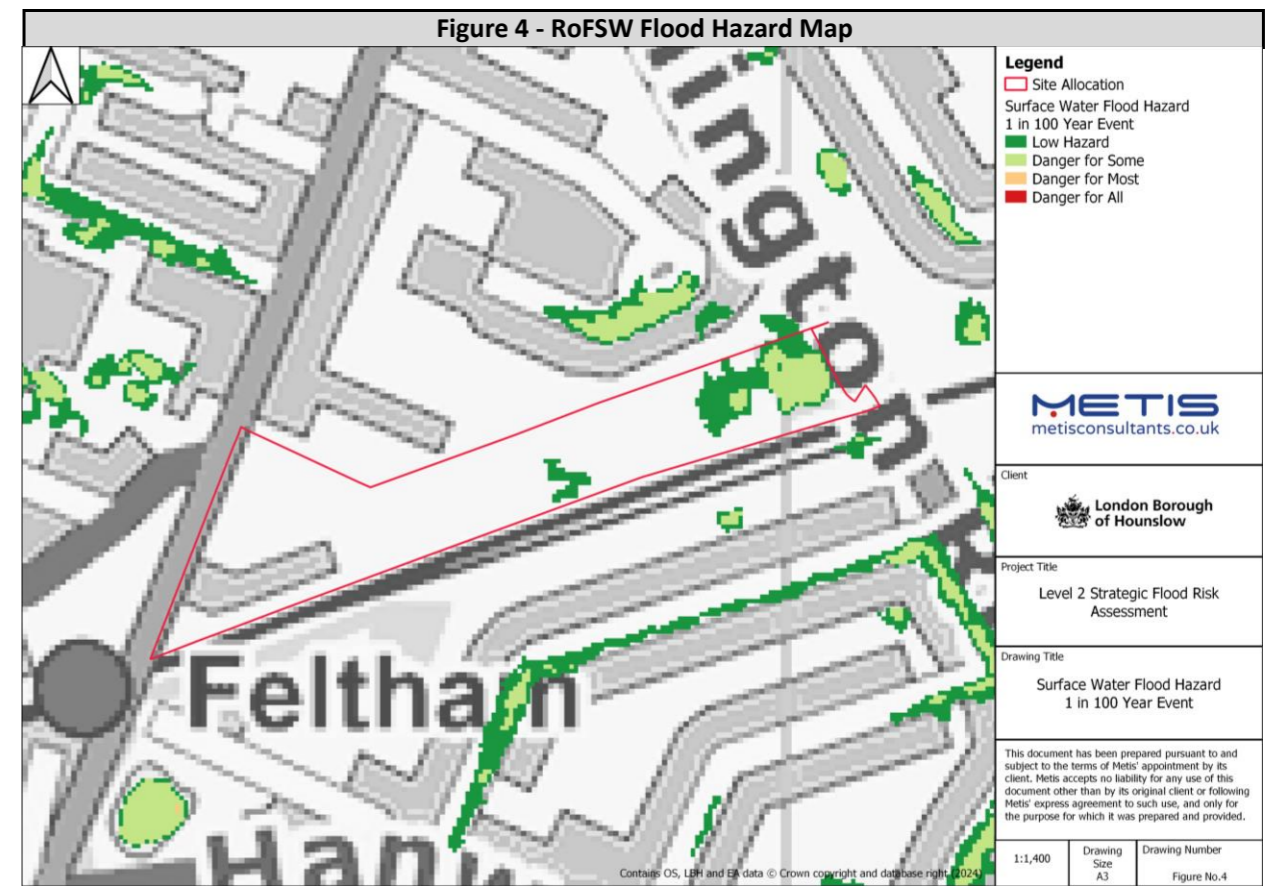 Figure 4 - RoFSW Flood Hazard Map
Legend
Site Allocation
Surface Water Flood Hazard
1 in 100 Year Event
Low Hazard
Danger for Some
Danger for Most
Danger for All
METIS
metisconsultants.co.uk
Client
London Borough
of Hounslow
Project Title
Level 2 Strategic Flood Risk
Assessment
Drawing Title
Surface Water Flood Hazard
1 in 100 Year Event
This document has been prepared pursuant to and
subject to the terms of Metis' appointment by its
client. Metis accepts no liability for any use of this
document other than by its original client or following
Metis' express agreement to such use, and only for
the purpose for which it was prepared and provided.
1:1,400
Drawing
Size
A3
Drawing Number
Figure No.4
ington
Feltham
Contains OS, LBH and EA data © Crown copyright and database right (2024)